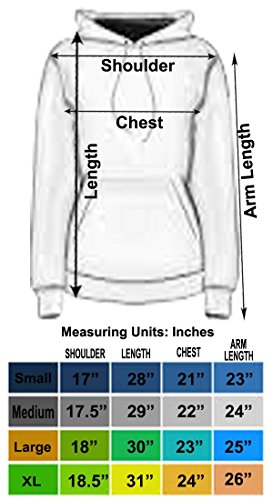 Shoulder
Chest
Length
Arm Length
Measuring Units: Inches
SHOULDER LENGTH CHEST ARM LENGTH
Small 17” 28” 21” 23”
Medium 17.5” 29” 22” 24”
Large 18” 30” 23” 25”
XL 18.5” 31” 24” 26”